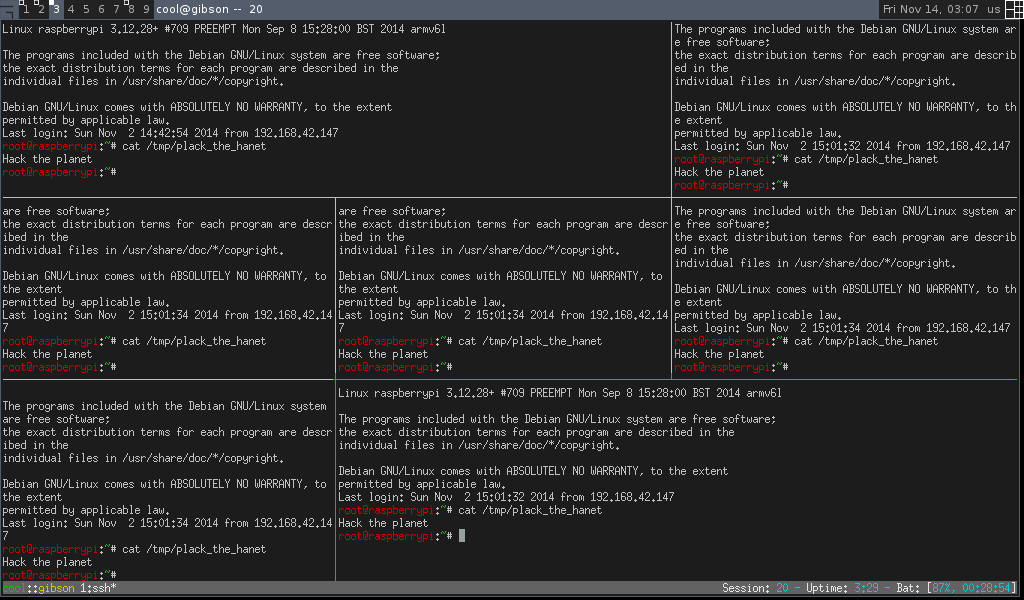 1 2 3 4 5 6 7 8 9 cool@gibson -- 20
Fri Nov 14, 03:07 us
Linux raspberrypi 3.12.28+ #709 PREEMPT Mon Sep 8 15:28:00 BST 2014 armv6l
The programs included with the Debian GNU/Linux system are free software;
the exact distribution terms for each program are described in the
individual files in /usr/share/doc/*/copyright.
Debian GNU/Linux comes with ABSOLUTELY NO WARRANTY, to the extent
permitted by applicable law.
Last login: Sun Nov  2 14:42:54 2014 from 192.168.42.147
root@raspberrypi:~# cat /tmp/plack_the_hanet
Hack the planet
root@raspberrypi:~#
The programs included with the Debian GNU/Linux system ar
e free software;
the exact distribution terms for each program are describ
ed in the
individual files in /usr/share/doc/*/copyright.
Debian GNU/Linux comes with ABSOLUTELY NO WARRANTY, to th
e extent
permitted by applicable law.
Last login: Sun Nov  2 15:01:32 2014 from 192.168.42.147
root@raspberrypi:~# cat /tmp/plack_the_hanet
Hack the planet
root@raspberrypi:~#
are free software;
the exact distribution terms for each program are descr
ibed in the
individual files in /usr/share/doc/*/copyright.
Debian GNU/Linux comes with ABSOLUTELY NO WARRANTY, to
the extent
permitted by applicable law.
Last login: Sun Nov  2 15:01:34 2014 from 192.168.42.14
7
root@raspberrypi:~# cat /tmp/plack_the_hanet
Hack the planet
root@raspberrypi:~#
are free software;
the exact distribution terms for each program are descr
ibed in the
individual files in /usr/share/doc/*/copyright.
Debian GNU/Linux comes with ABSOLUTELY NO WARRANTY, to
the extent
permitted by applicable law.
Last login: Sun Nov  2 15:01:34 2014 from 192.168.42.14
7
root@raspberrypi:~# cat /tmp/plack_the_hanet
Hack the planet
root@raspberrypi:~#
The programs included with the Debian GNU/Linux system ar
e free software;
the exact distribution terms for each program are describ
ed in the
individual files in /usr/share/doc/*/copyright.
Debian GNU/Linux comes with ABSOLUTELY NO WARRANTY, to th
e extent
permitted by applicable law.
Last login: Sun Nov  2 15:01:34 2014 from 192.168.42.147
root@raspberrypi:~# cat /tmp/plack_the_hanet
Hack the planet
root@raspberrypi:~#
The programs included with the Debian GNU/Linux system
are free software;
the exact distribution terms for each program are descr
ibed in the
individual files in /usr/share/doc/*/copyright.
Debian GNU/Linux comes with ABSOLUTELY NO WARRANTY, to
the extent
permitted by applicable law.
Last login: Sun Nov  2 15:01:34 2014 from 192.168.42.14
7
root@raspberrypi:~# cat /tmp/plack_the_hanet
Hack the planet
root@raspberrypi:~#
Linux raspberrypi 3.12.28+ #709 PREEMPT Mon Sep 8 15:28:00 BST 2014 armv6l
The programs included with the Debian GNU/Linux system are free software;
the exact distribution terms for each program are described in the
individual files in /usr/share/doc/*/copyright.
Debian GNU/Linux comes with ABSOLUTELY NO WARRANTY, to the extent
permitted by applicable law.
Last login: Sun Nov  2 15:01:32 2014 from 192.168.42.147
root@raspberrypi:~# cat /tmp/plack_the_hanet
Hack the planet
root@raspberrypi:~#
cool::gibson 1:ssh*
Session: 20 - Uptime: 3:29 - Bat: [87%, 00:28:54]